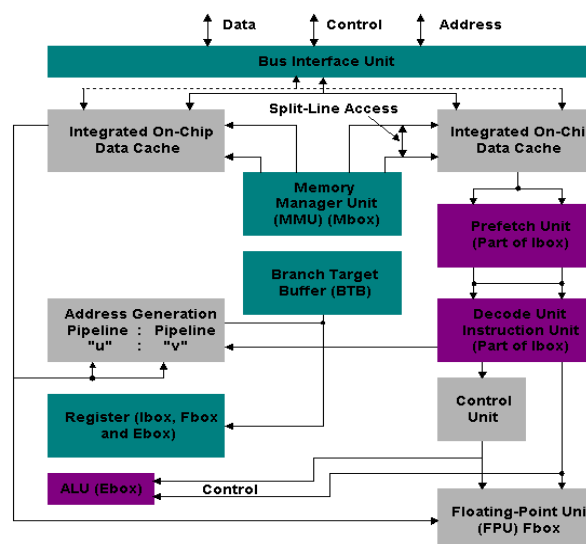 Data Control Address
Bus Interface Unit
Split-Line Access
Integrated On-Chip
Data Cache
Integrated On-Chi
Data Cache
Memory
Manager Unit
(MMU) (Mbox)
Prefetch Unit
(Part of Ibox)
Branch Target
Buffer (BTB)
Address Generation
Pipeline : Pipeline
"u" : "v"
Decode Unit
Instruction Unit
(Part of Ibox)
Control
Unit
Register (Ibox, Fbox
and Ebox)
ALU (Ebox)
Control
Floating-Point Uni
(FPU) Fbox